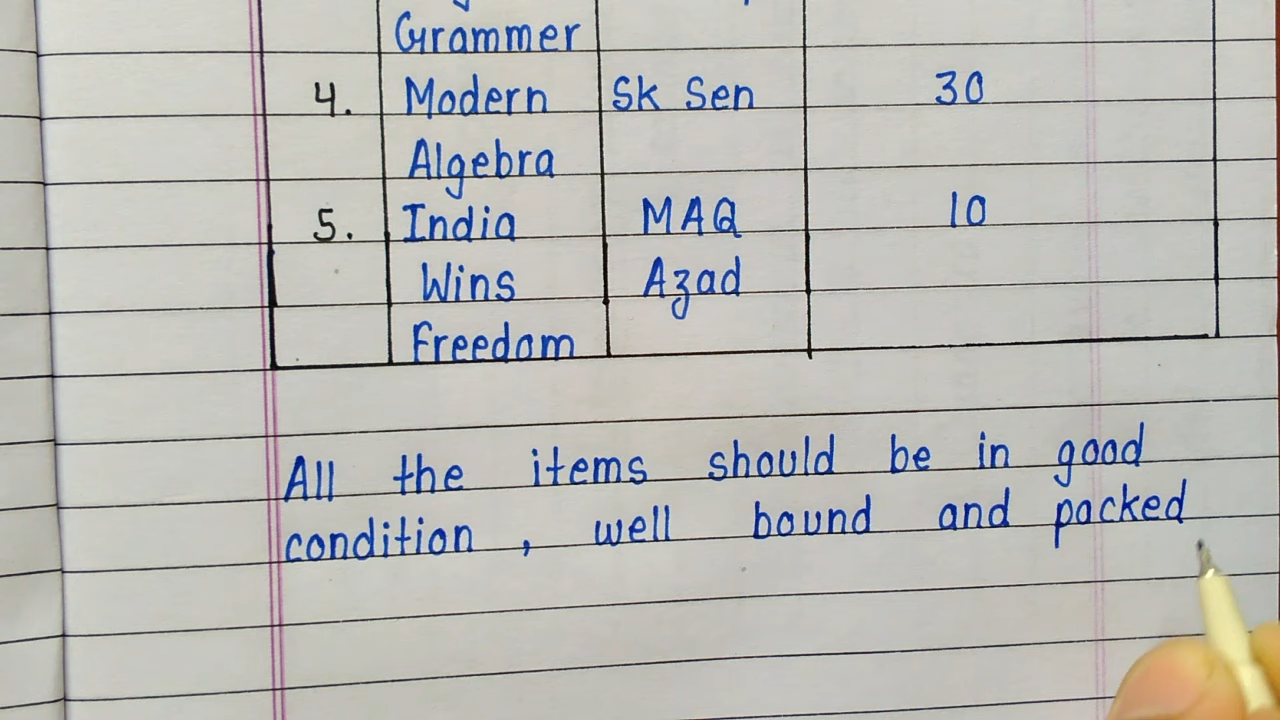 Grammer
4. Modern Sk Sen 30
Algebra
5. India MAQ 10
Wins Azad
Freedom
All the items should be in good
condition , well bound and packed